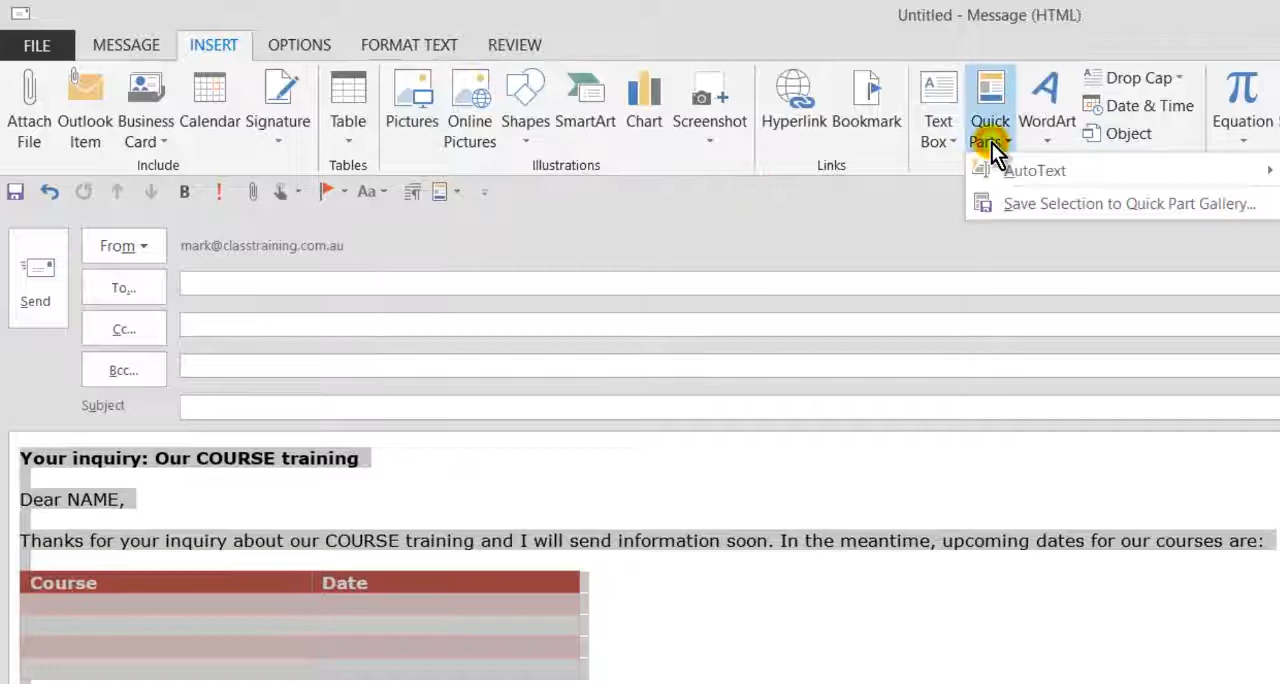 Untitled - Message (HTML)
FILE MESSAGE INSERT OPTIONS FORMAT TEXT REVIEW
Attach File
Outlook Item
Business Card
Calendar
Signature
Table
Pictures
Online Pictures
Shapes
SmartArt
Chart
Screenshot
Hyperlink
Bookmark
Text Box
Quick Parts
WordArt
Drop Cap
Date & Time
Object
Equation
Include
Tables
Illustrations
Links
AutoText
Save Selection to Quick Part Gallery...
Send
From mark@classtraining.com.au
To...
Cc...
Bcc...
Subject
Your inquiry: Our COURSE training
Dear NAME,
Thanks for your inquiry about our COURSE training and I will send information soon. In the meantime, upcoming dates for our courses are:
Course Date